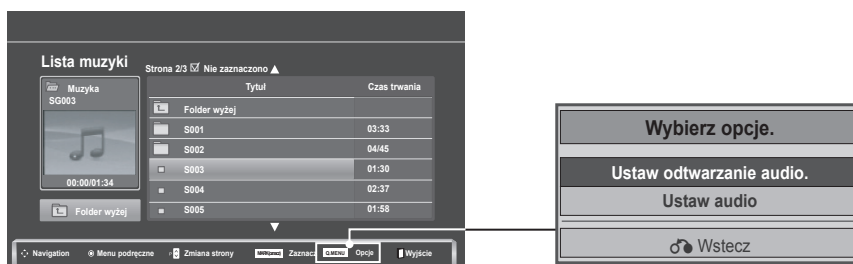 Lista muzyki
Strona 2/3 ☑ Nie zaznaczono ▲
Muzyka
SG003
00:00/01:34
Folder wyżej
Tytuł Czas trwania
Folder wyżej
S001 03:33
S002 04/45
S003 01:30
S004 02:37
S005 01:58
▼
Navigation Menu podręczne P Zmiana strony Zaznacz Q.MENU Opcje Wyjście
Wybierz opcje.
Ustaw odtwarzanie audio.
Ustaw audio
Wstecz